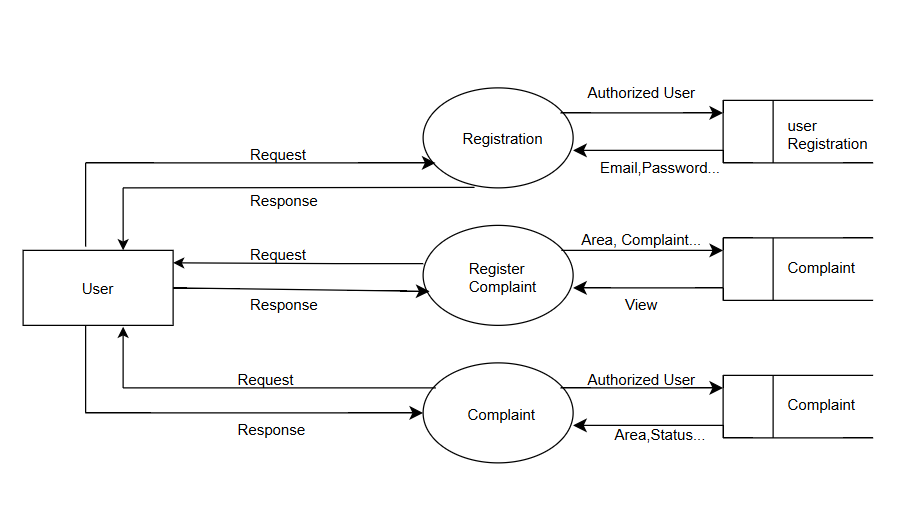 Authorized User
user
Registration
Registration
Request
Email,Password...
Response
Area, Complaint...
Request
Register
Complaint
Complaint
User
Response
View
Request
Authorized User
Complaint
Complaint
Response
Area,Status...